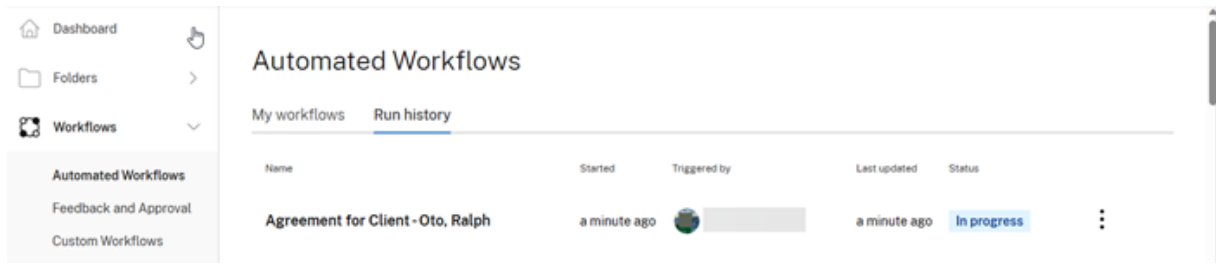 Dashboard
Folders
Workflows
Automated Workflows
Feedback and Approval
Custom Workflows
Automated Workflows
My workflows Run history
Name Started Triggered by Last updated Status
Agreement for Client - Oto, Ralph a minute ago a minute ago In progress